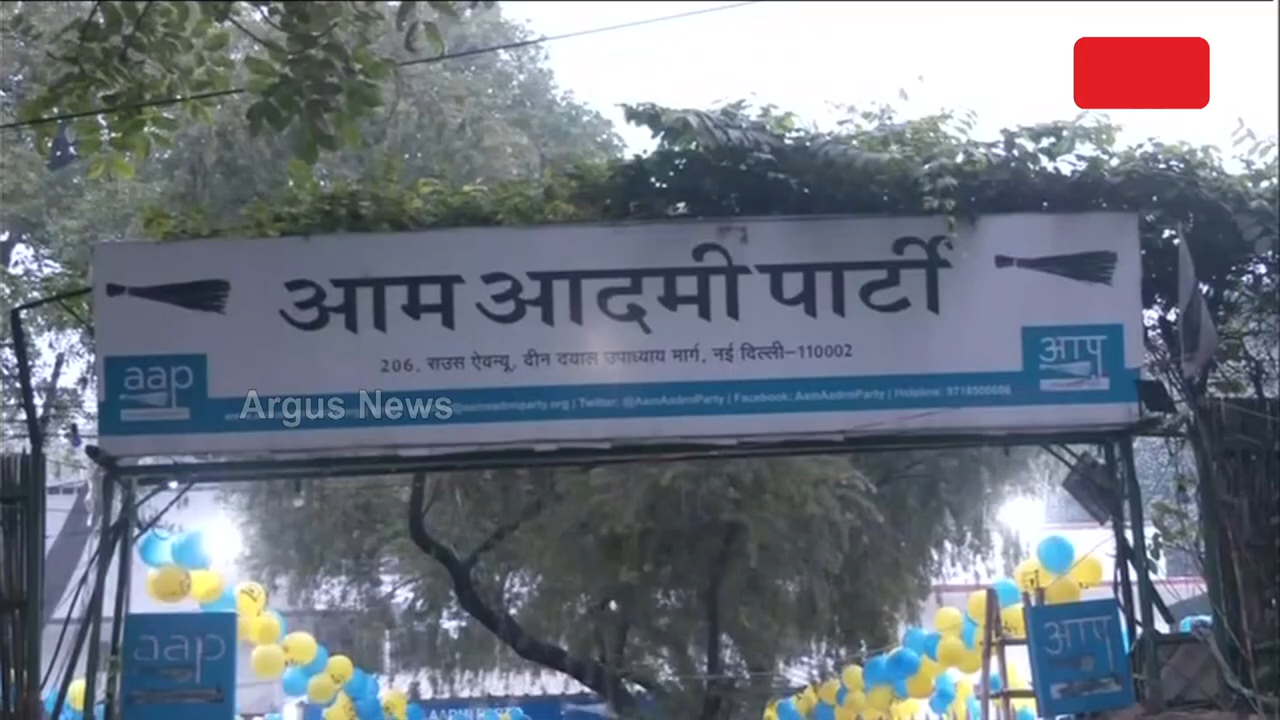 आम आदमी पार्टी
206, राउस ऐवन्यू, दीन दयाल उपाध्याय मार्ग, नई दिल्ली-110002
aap
आप
Argus News
| Twitter: @AamAadmiParty | Facebook: AamAadmiParty | Helpline:
aap
आप